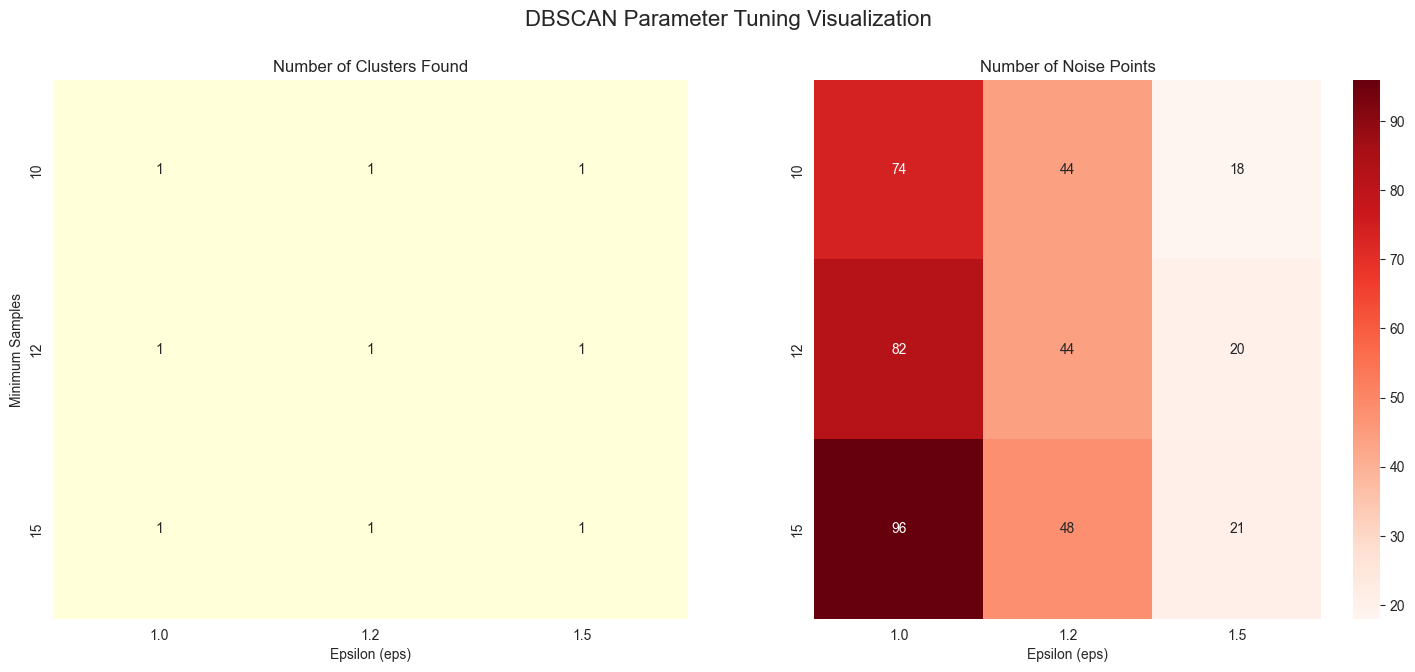 DBSCAN Parameter Tuning Visualization
Number of Clusters Found
Minimum Samples
10
1 1 1
12
1 1 1
15
1 1 1
1.0 1.2 1.5
Epsilon (eps)
Number of Noise Points
10
74 44 18
12
82 44 20
15
96 48 21
1.0 1.2 1.5
Epsilon (eps)
90
80
70
60
50
40
30
20